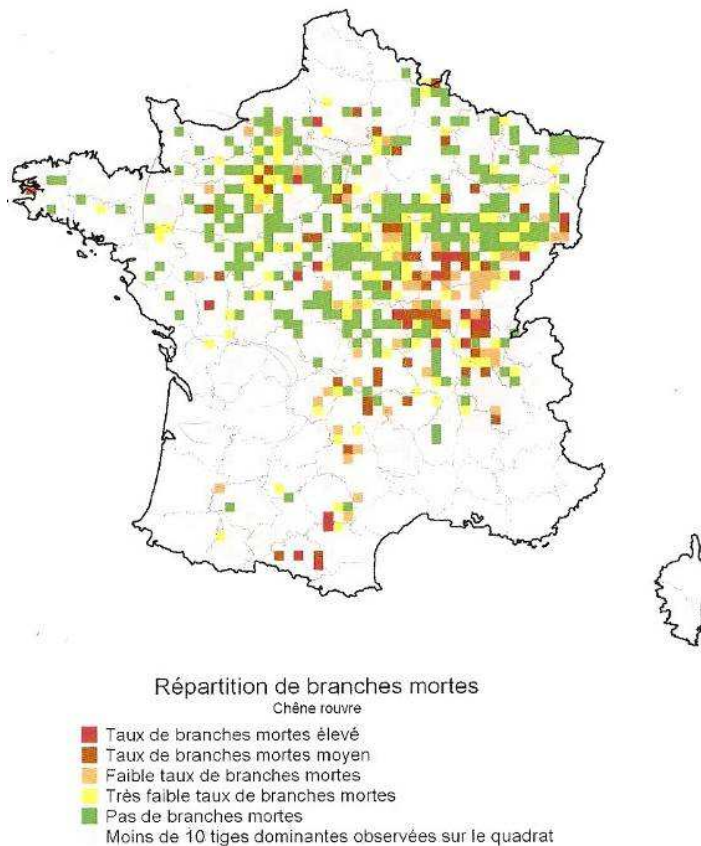 Répartition de branches mortes
Chêne rouvre
Taux de branches mortes élevé
Taux de branches mortes moyen
Faible taux de branches mortes
Très faible taux de branches mortes
Pas de branches mortes
Moins de 10 tiges dominantes observées sur le quadrat